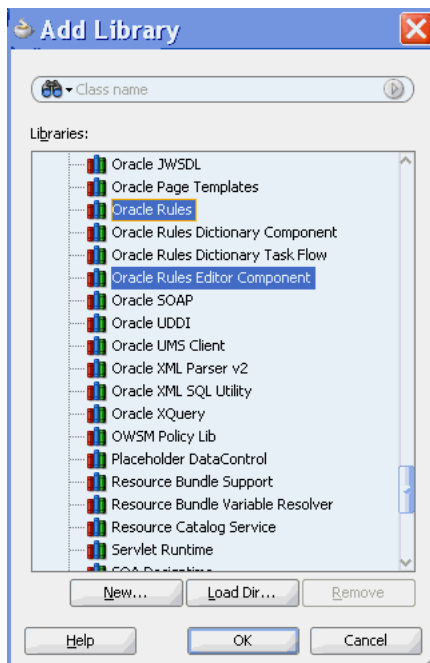 Add Library
Class name
Libraries:
Oracle JWSDL
Oracle Page Templates
Oracle Rules
Oracle Rules Dictionary Component
Oracle Rules Dictionary Task Flow
Oracle Rules Editor Component
Oracle SOAP
Oracle UDDI
Oracle UMS Client
Oracle XML Parser v2
Oracle XML SQL Utility
Oracle XQuery
OWSM Policy Lib
Placeholder DataControl
Resource Bundle Support
Resource Bundle Variable Resolver
Resource Catalog Service
Servlet Runtime
New... Load Dir... Remove
Help OK Cancel